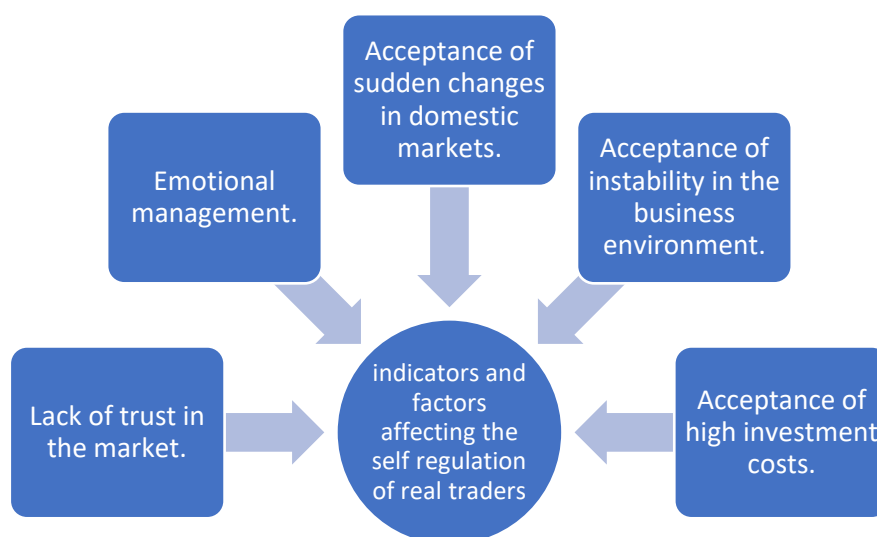 Acceptance of
sudden changes
in domestic
markets.
Emotional
management.
Acceptance of
instability in the
business
environment.
Lack of trust in
the market.
indicators and
factors
affecting the
self regulation
of real traders
Acceptance of
high investment
costs.